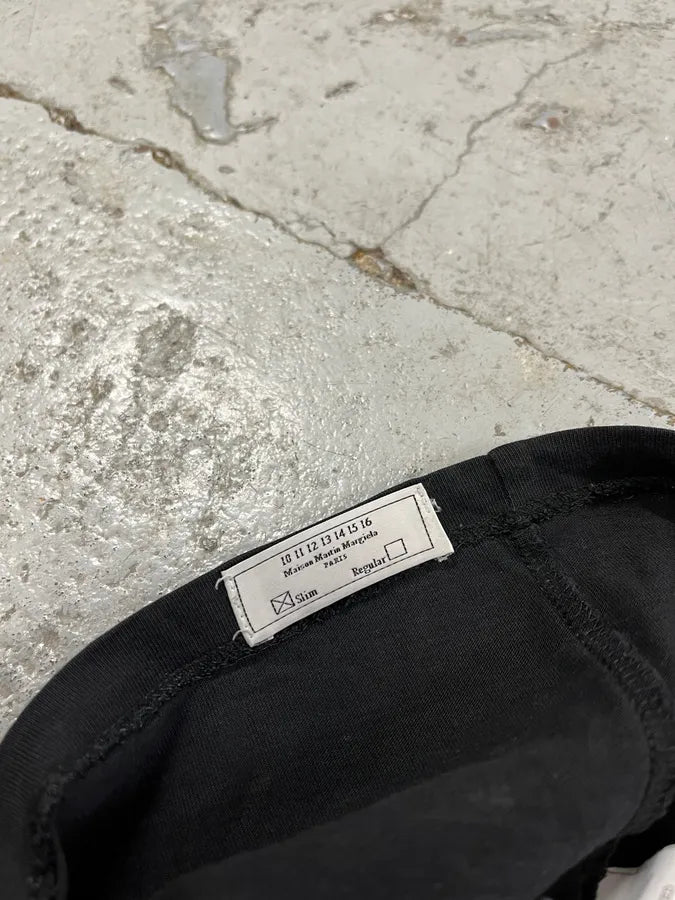 10 11 12 13 14 15 16
Maison Martin Margiela
PARIS
Regular
Slim